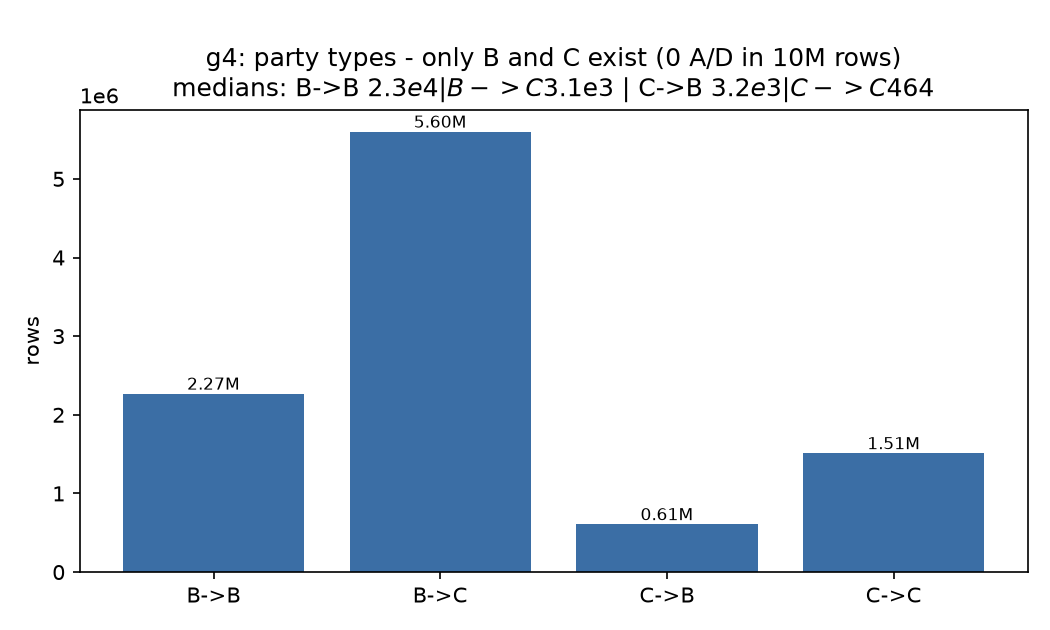 g4: party types - only B and C exist (0 A/D in 10M rows)
medians: B->B 2.3e4|B − > C3.1e3 | C->B 3.2e3|C − > C464
1e6
5.60M
5
4
rows
3
2.27M
2
1.51M
1
0.61M
0
B->B
B->C
C->B
C->C